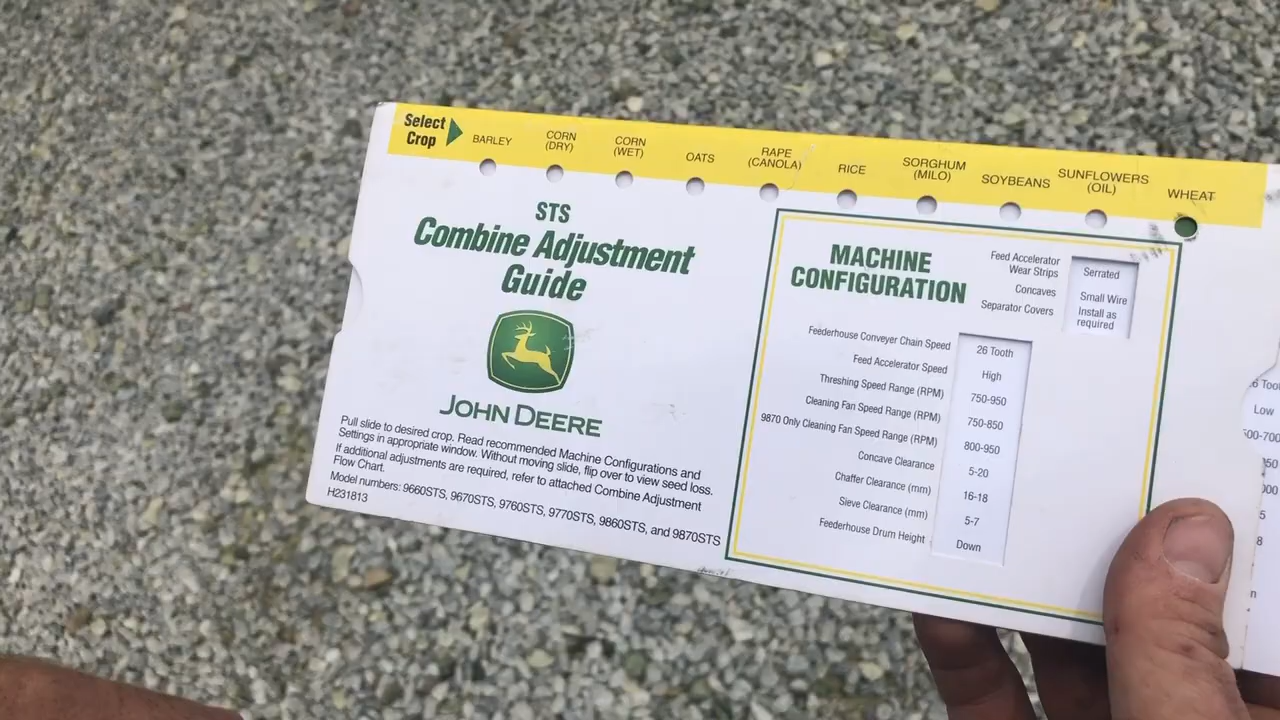 Select
Crop
BARLEY
CORN
(DRY)
CORN
(WET)
OATS
RAPE
(CANOLA)
RICE
SORGHUM
(MILO)
SOYBEANS
SUNFLOWERS
(OIL)
WHEAT
STS
Combine Adjustment
Guide
JOHN DEERE
Pull slide to desired crop. Read recommended Machine Configurations and
Settings in appropriate window. Without moving slide, flip over to view seed loss.
If additional adjustments are required, refer to attached Combine Adjustment
Flow Chart.
Model numbers: 9660STS, 9670STS, 9760STS, 9770STS, 9860STS, and 9870STS
H231813
MACHINE
CONFIGURATION
Feed Accelerator
Wear Strips
Serrated
Concaves
Small Wire
Separator Covers
Install as
required
Feederhouse Conveyer Chain Speed
26 Tooth
Feed Accelerator Speed
High
Threshing Speed Range (RPM)
750-950
Cleaning Fan Speed Range (RPM)
750-850
9870 Only Cleaning Fan Speed Range (RPM)
800-950
Concave Clearance
5-20
Chaffer Clearance (mm)
16-18
Sieve Clearance (mm)
5-7
Feederhouse Drum Height
Down
Low